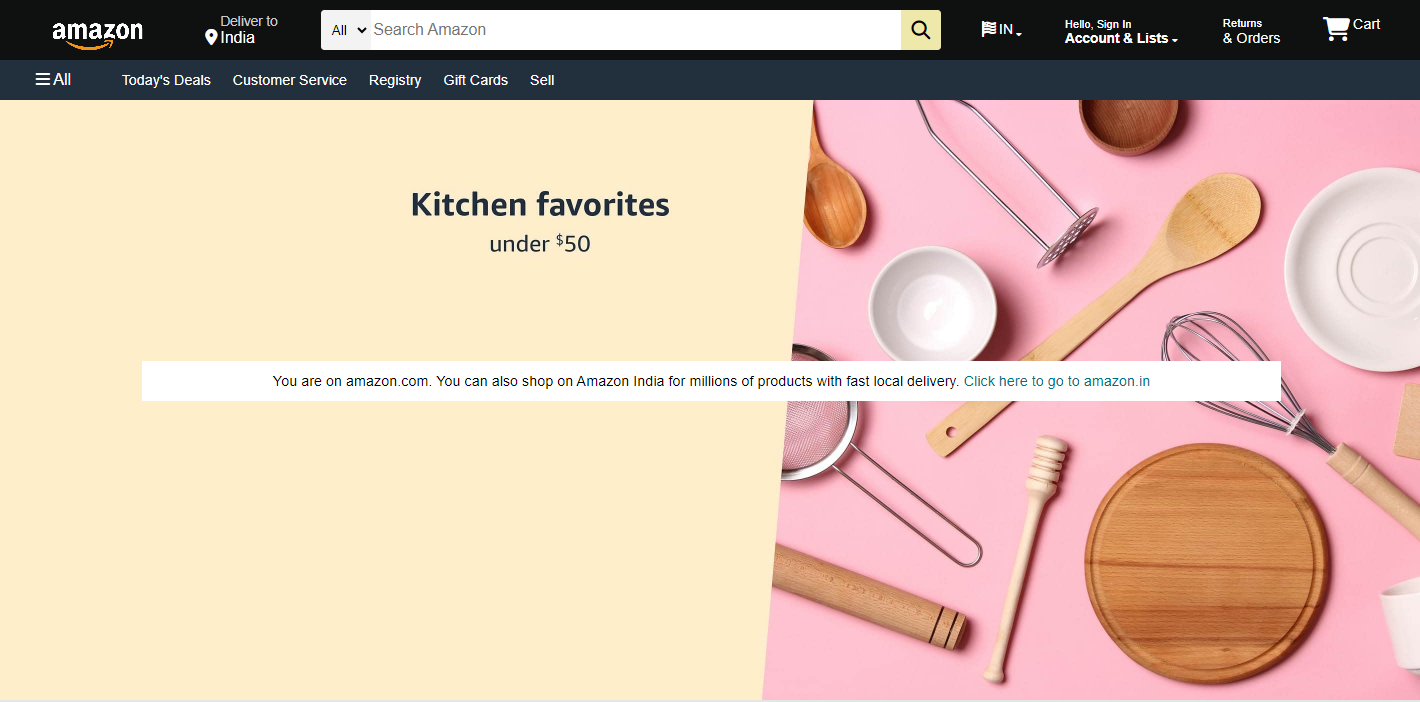 amazon
Deliver to
India
All
Search Amazon
IN
Hello, Sign In
Account & Lists
Returns
& Orders
Cart
All
Today's Deals
Customer Service
Registry
Gift Cards
Sell
Kitchen favorites
under $50
You are on amazon.com. You can also shop on Amazon India for millions of products with fast local delivery. Click here to go to amazon.in